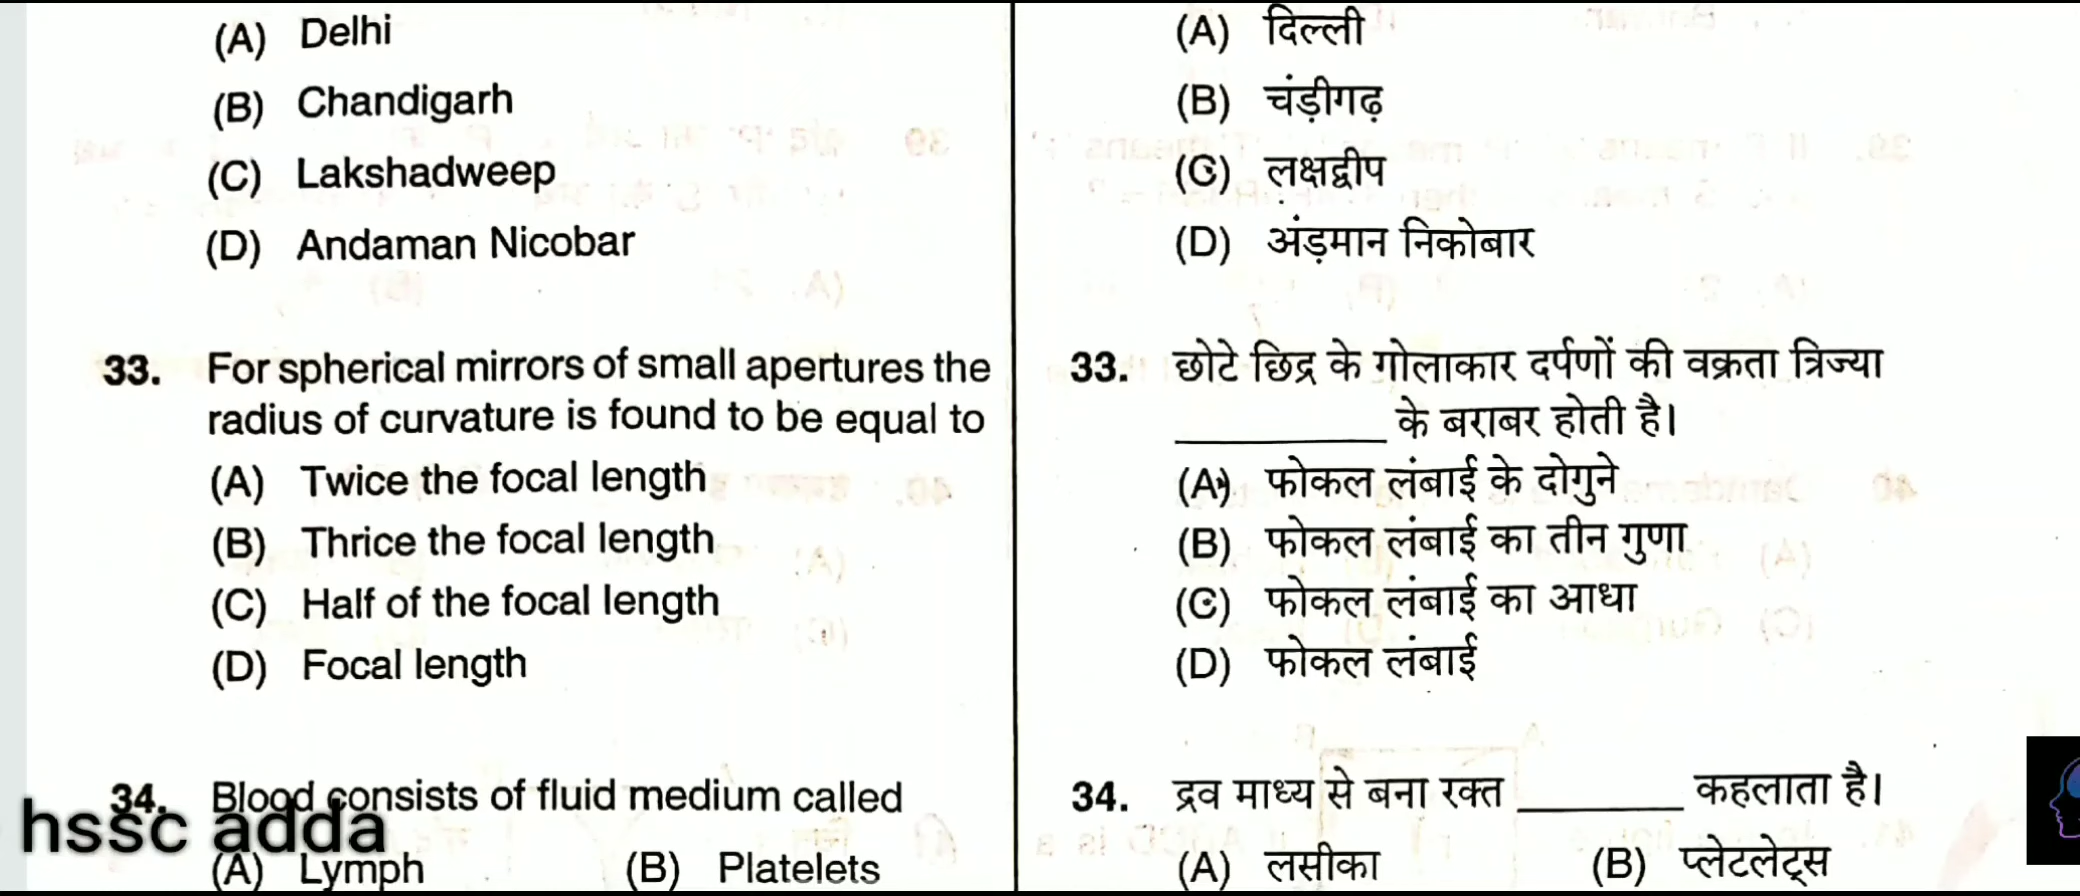 (A) Delhi
(B) Chandigarh
(C) Lakshadweep
(D) Andaman Nicobar
33. For spherical mirrors of small apertures the
radius of curvature is found to be equal to
(A) Twice the focal length
(B) Thrice the focal length
(C) Half of the focal length
(D) Focal length
34. Blood consists of fluid medium called
(A) Lymph (B) Platelets
(A) दिल्ली
(B) चंड़ीगढ़
(C) लक्षद्वीप
(D) अंड़मान निकोबार
33. छोटे छिद्र के गोलाकार दर्पणों की वक्रता त्रिज्या
__________ के बराबर होती है।
(A) फोकल लंबाई के दोगुने
(B) फोकल लंबाई का तीन गुणा
(C) फोकल लंबाई का आधा
(D) फोकल लंबाई
34. द्रव माध्य से बना रक्त ________ कहलाता है।
(A) लसीका (B) प्लेटलेट्स
hssc adda